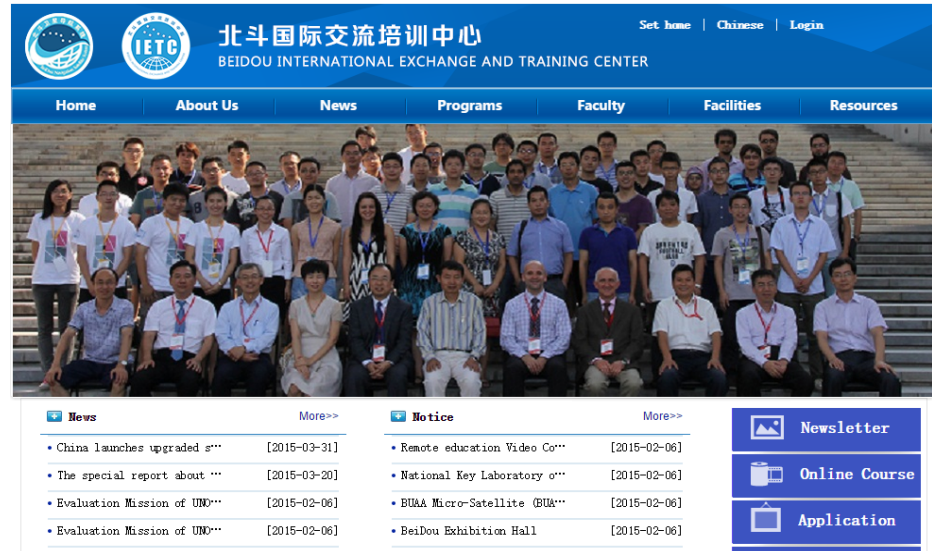 北斗国际交流培训中心
Set home | Chinese | Login
IETC
BEIDOU INTERNATIONAL EXCHANGE AND TRAINING CENTER
Home About Us News Programs Faculty Facilities Resources
News More>>
China launches upgraded s… [2015-03-31]
The special report about … [2015-03-20]
Evaluation Mission of UNO… [2015-02-06]
Evaluation Mission of UNO… [2015-02-06]
Notice More>>
Remote education Video Co… [2015-02-06]
National Key Laboratory o… [2015-02-06]
BUAA Micro-Satellite (BUA… [2015-02-06]
BeiDou Exhibition Hall [2015-02-06]
Newsletter
Online Course
Application